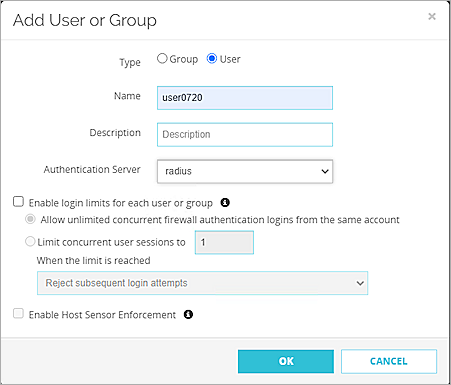 Add User or Group ×
Type Group User
Name user0720
Description Description
Authentication Server radius
Enable login limits for each user or group
Allow unlimited concurrent firewall authentication logins from the same account
Limit concurrent user sessions to 1
When the limit is reached
Reject subsequent login attempts
Enable Host Sensor Enforcement
OK CANCEL